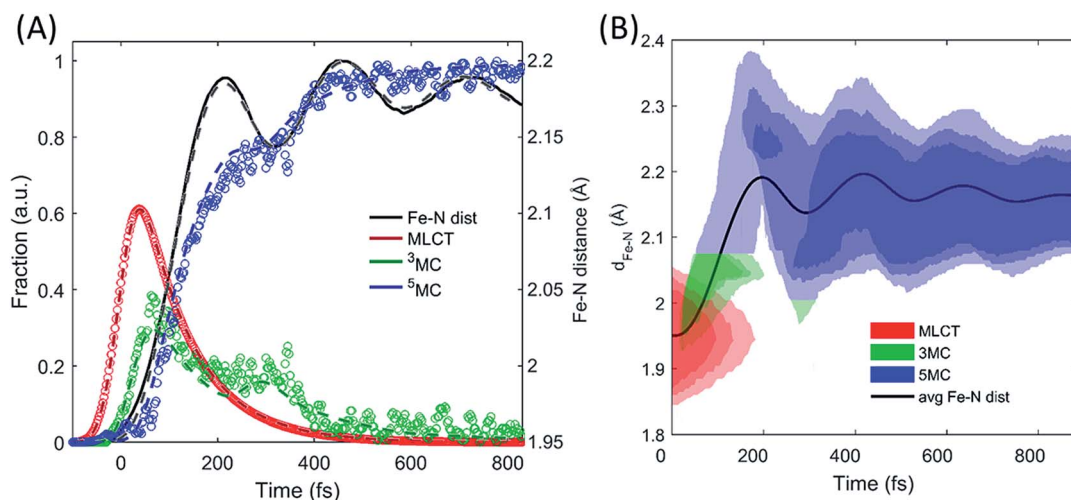 (A)
1
0.8
0.6
0.4
0.2
0
Fraction (a.u.)
Fe-N dist
MLCT
³MC
⁵MC
2.2
2.15
2.1
2.05
2
1.95
Fe-N distance (Å)
0 200 400 600 800
Time (fs)
(B)
2.4
2.3
2.2
2.1
2
1.9
1.8
d_Fe-N (Å)
MLCT
3MC
5MC
avg Fe-N dist
0 200 400 600 800
Time (fs)